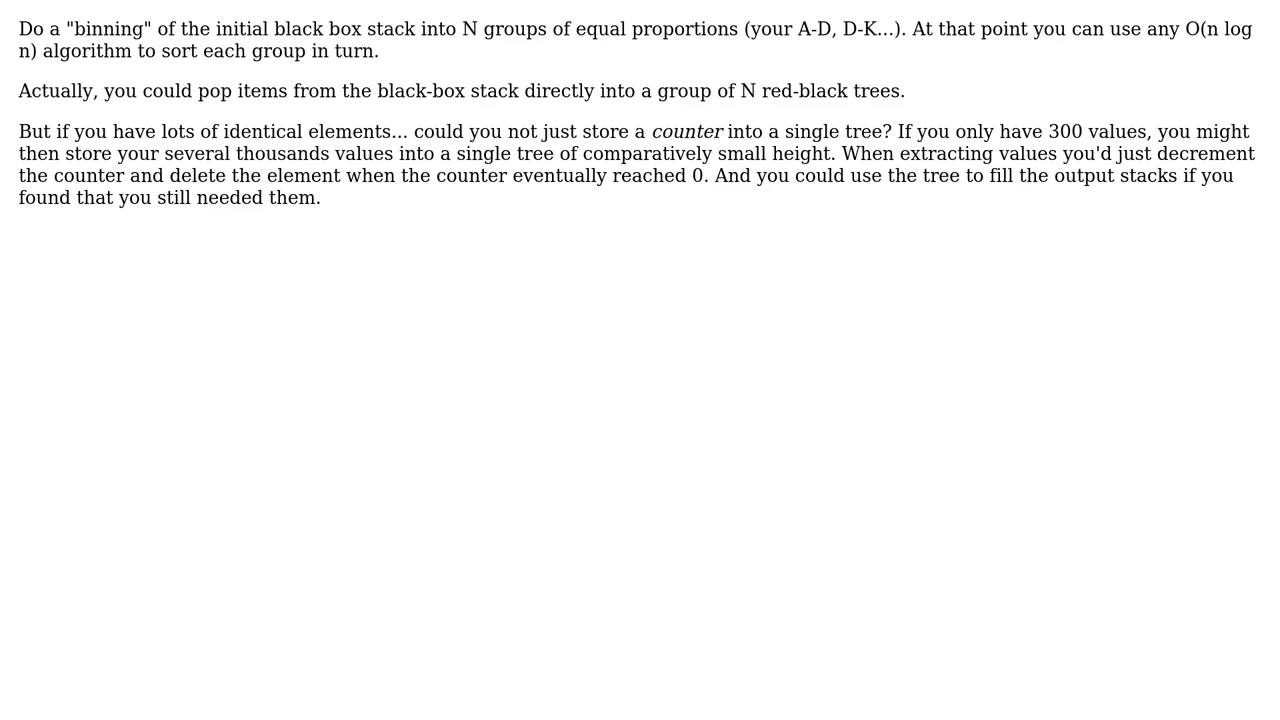 Do a "binning" of the initial black box stack into N groups of equal proportions (your A-D, D-K...). At that point you can use any O(n log
n) algorithm to sort each group in turn.
Actually, you could pop items from the black-box stack directly into a group of N red-black trees.
But if you have lots of identical elements... could you not just store a counter into a single tree? If you only have 300 values, you might
then store your several thousands values into a single tree of comparatively small height. When extracting values you'd just decrement
the counter and delete the element when the counter eventually reached 0. And you could use the tree to fill the output stacks if you
found that you still needed them.